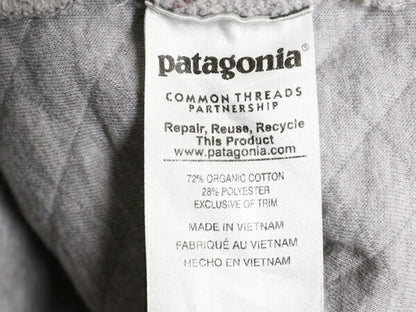 patagonia®
COMMON THREADS
PARTNERSHIP
Repair, Reuse, Recycle
This Product
www.patagonia.com
72% ORGANIC COTTON
28% POLYESTER
EXCLUSIVE OF TRIM
MADE IN VIETNAM
FABRIQUÉ AU VIETNAM
HECHO EN VIETNAM